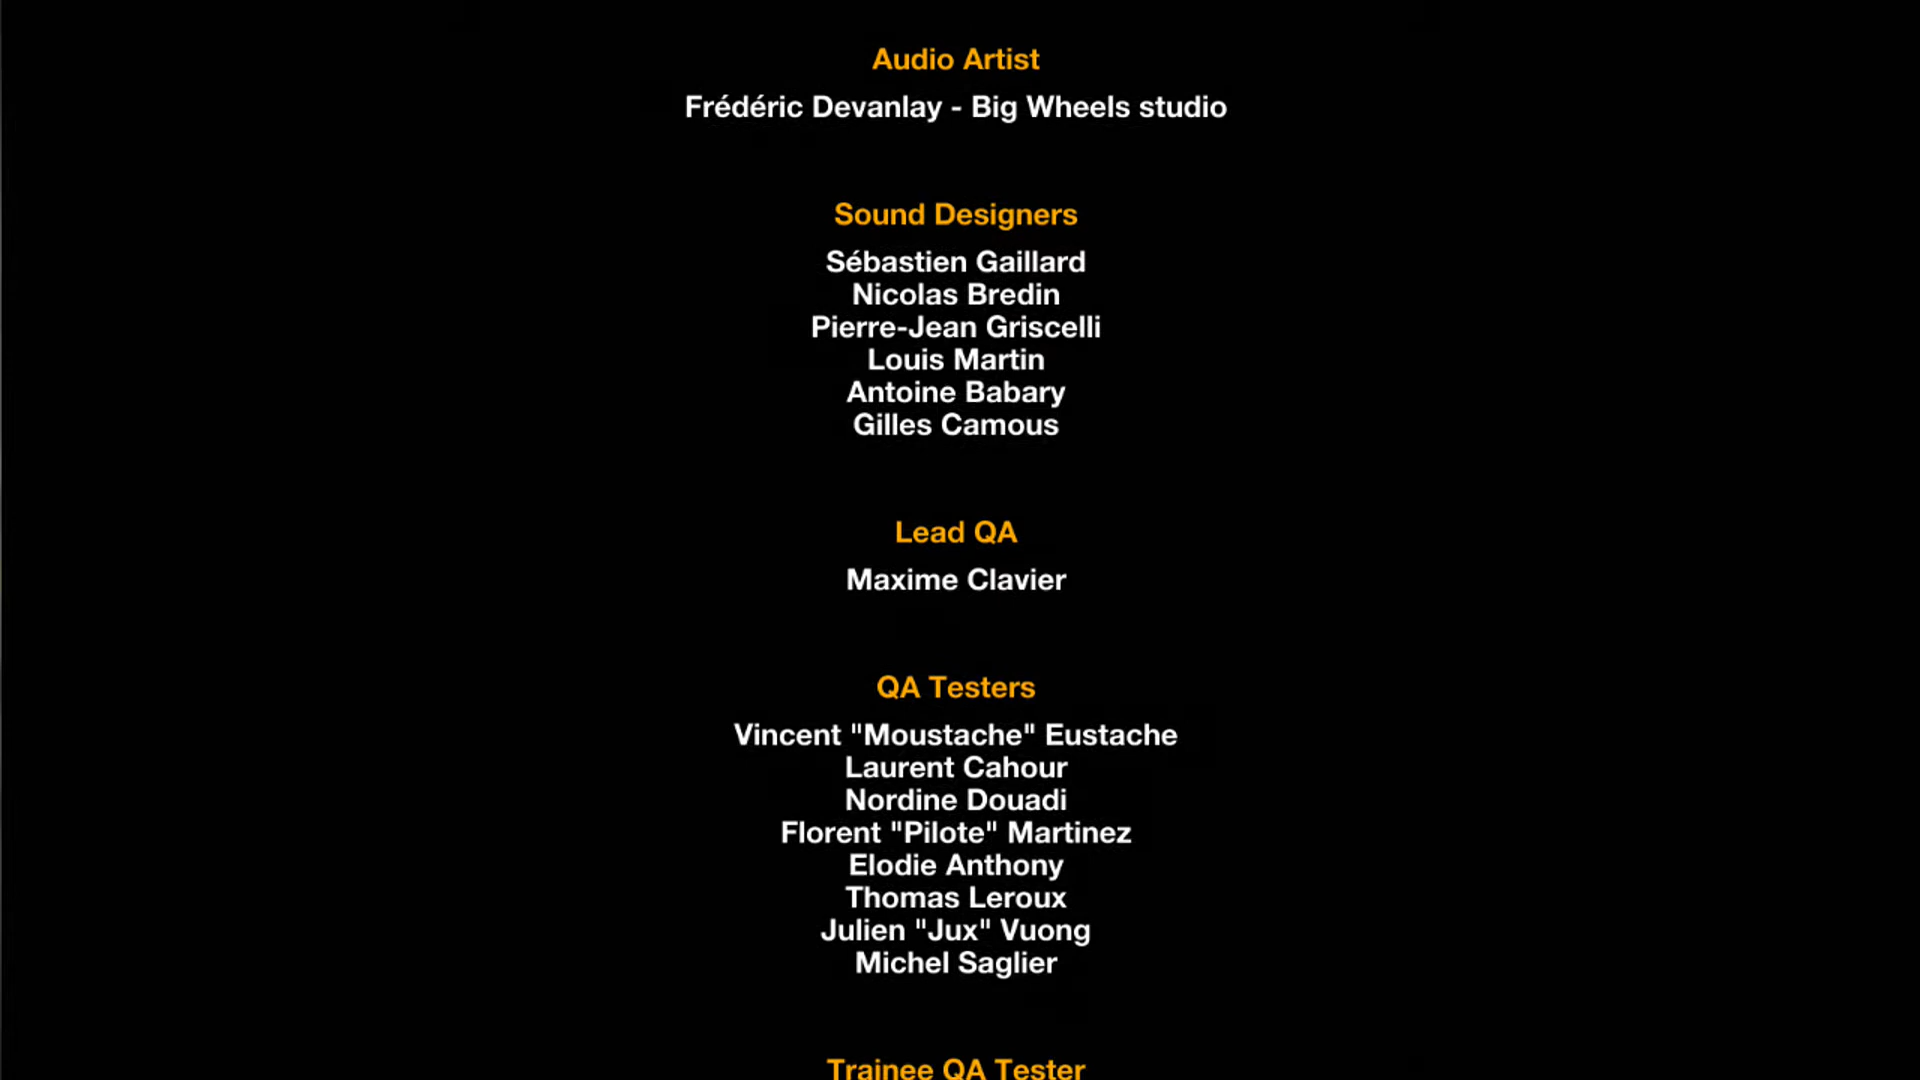 Audio Artist
Frédéric Devanlay - Big Wheels studio
Sound Designers
Sébastien Gaillard
Nicolas Bredin
Pierre-Jean Griscelli
Louis Martin
Antoine Babary
Gilles Camous
Lead QA
Maxime Clavier
QA Testers
Vincent "Moustache" Eustache
Laurent Cahour
Nordine Douadi
Florent "Pilote" Martinez
Elodie Anthony
Thomas Leroux
Julien "Jux" Vuong
Michel Saglier
Trainee QA Tester